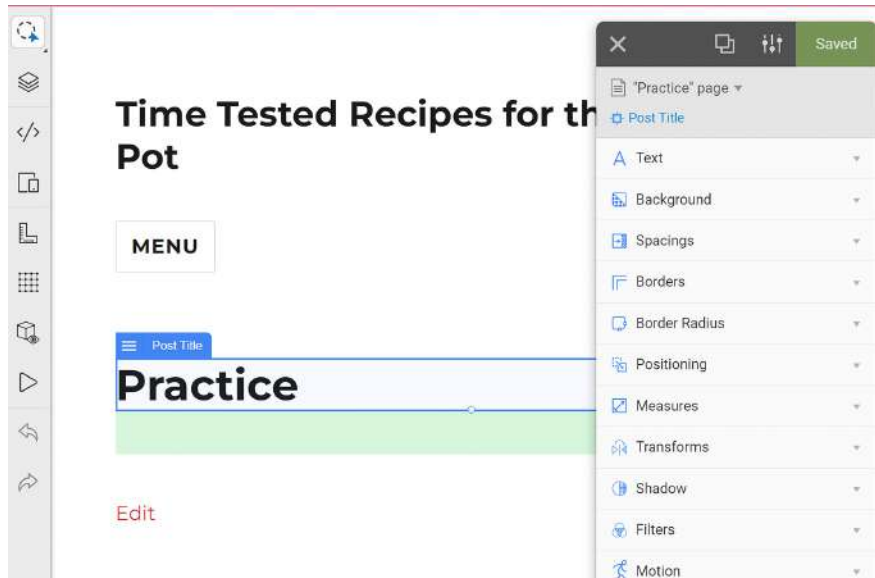 Time Tested Recipes for th
Pot
MENU
Post Title
Practice
Edit
Saved
"Practice" page
Post Title
Text
Background
Spacings
Borders
Border Radius
Positioning
Measures
Transforms
Shadow
Filters
Motion